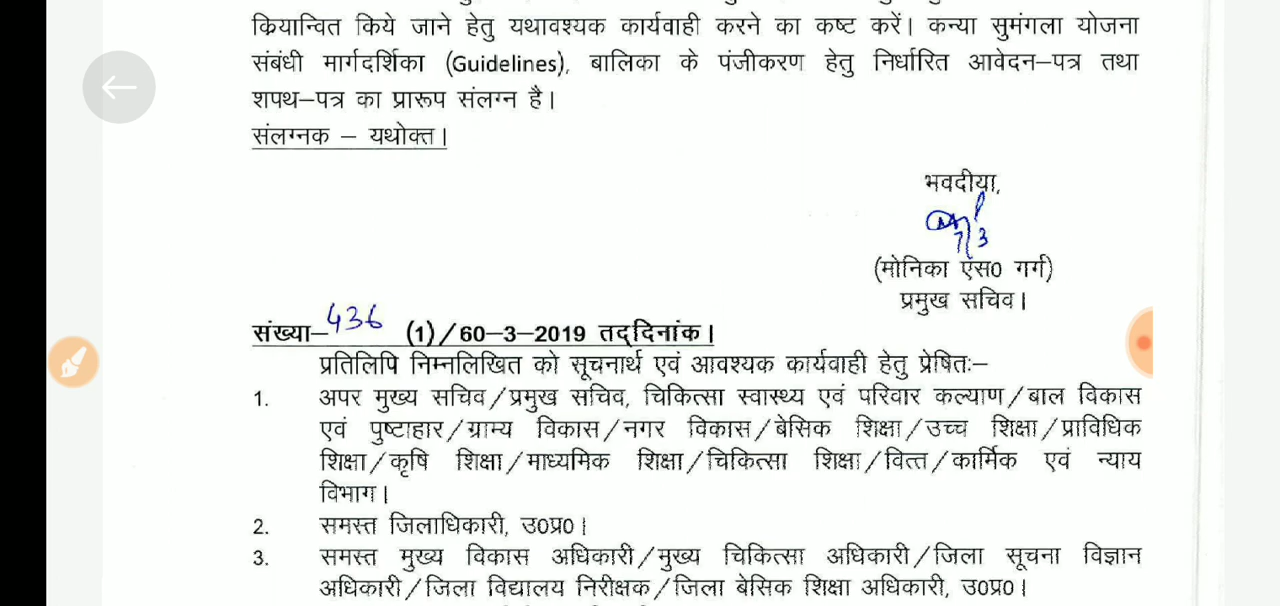 क्रियान्वित किये जाने हेतु यथावश्यक कार्यवाही करने का कष्ट करें। कन्या सुमंगला योजना
संबंधी मार्गदर्शिका (Guidelines), बालिका के पंजीकरण हेतु निर्धारित आवेदन–पत्र तथा
शपथ–पत्र का प्रारूप संलग्न है।
संलग्नक – यथोक्त।
भवदीया,
7/3
(मोनिका एस0 गर्ग)
प्रमुख सचिव।
संख्या–436 (1)/60–3–2019 तद्दिनांक।
प्रतिलिपि निम्नलिखित को सूचनार्थ एवं आवश्यक कार्यवाही हेतु प्रेषितः–
1. अपर मुख्य सचिव/प्रमुख सचिव, चिकित्सा स्वास्थ्य एवं परिवार कल्याण/बाल विकास
एवं पुष्टाहार/ग्राम्य विकास/नगर विकास/बेसिक शिक्षा/उच्च शिक्षा/प्राविधिक
शिक्षा/कृषि शिक्षा/माध्यमिक शिक्षा/चिकित्सा शिक्षा/वित्त/कार्मिक एवं न्याय
विभाग।
2. समस्त जिलाधिकारी, उ0प्र0।
3. समस्त मुख्य विकास अधिकारी/मुख्य चिकित्सा अधिकारी/जिला सूचना विज्ञान
अधिकारी/जिला विद्यालय निरीक्षक/जिला बेसिक शिक्षा अधिकारी, उ0प्र0।